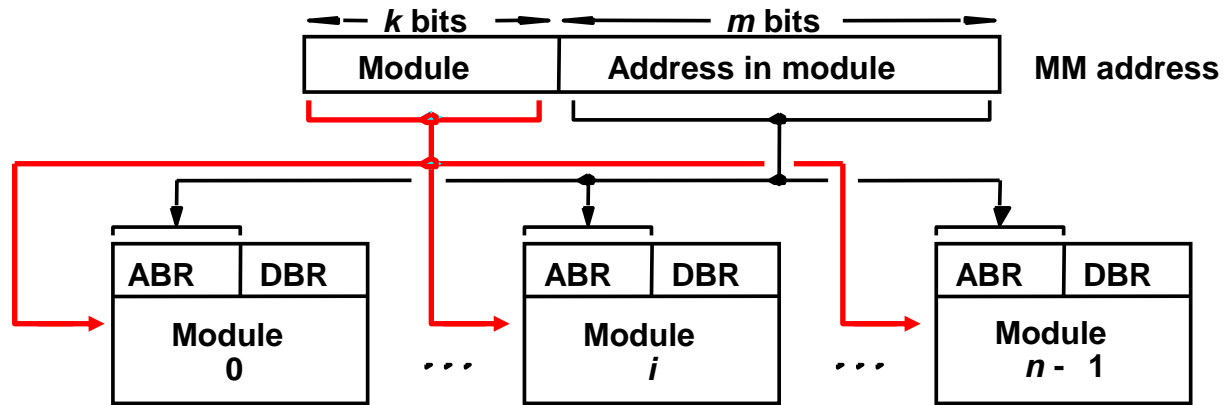 k bits m bits
Module Address in module MM address
ABR DBR ABR DBR ABR DBR
Module Module Module
0 ... i ... n - 1